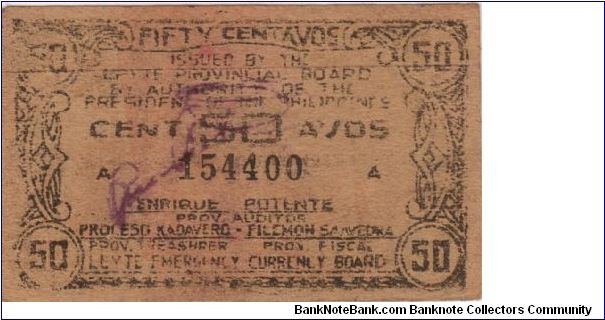 FIFTY CENTAVOS
50 50
ISSUED BY THE
LEYTE PROVINCIAL BOARD
BY AUTHORITY OF THE
PRESIDENT OF THE PHILIPPINES
CENT 50 AVOS
A 154400 A
ENRIQUE POTENTE
PROV. AUDITOR
PROCESO KADAVERO - FILEMON SAAVEDRA
PROV. TREASURER PROV. FISCAL
50 LEYTE EMERGENCY CURRENCY BOARD 50
BankNoteBank.com Banknote Collectors Community